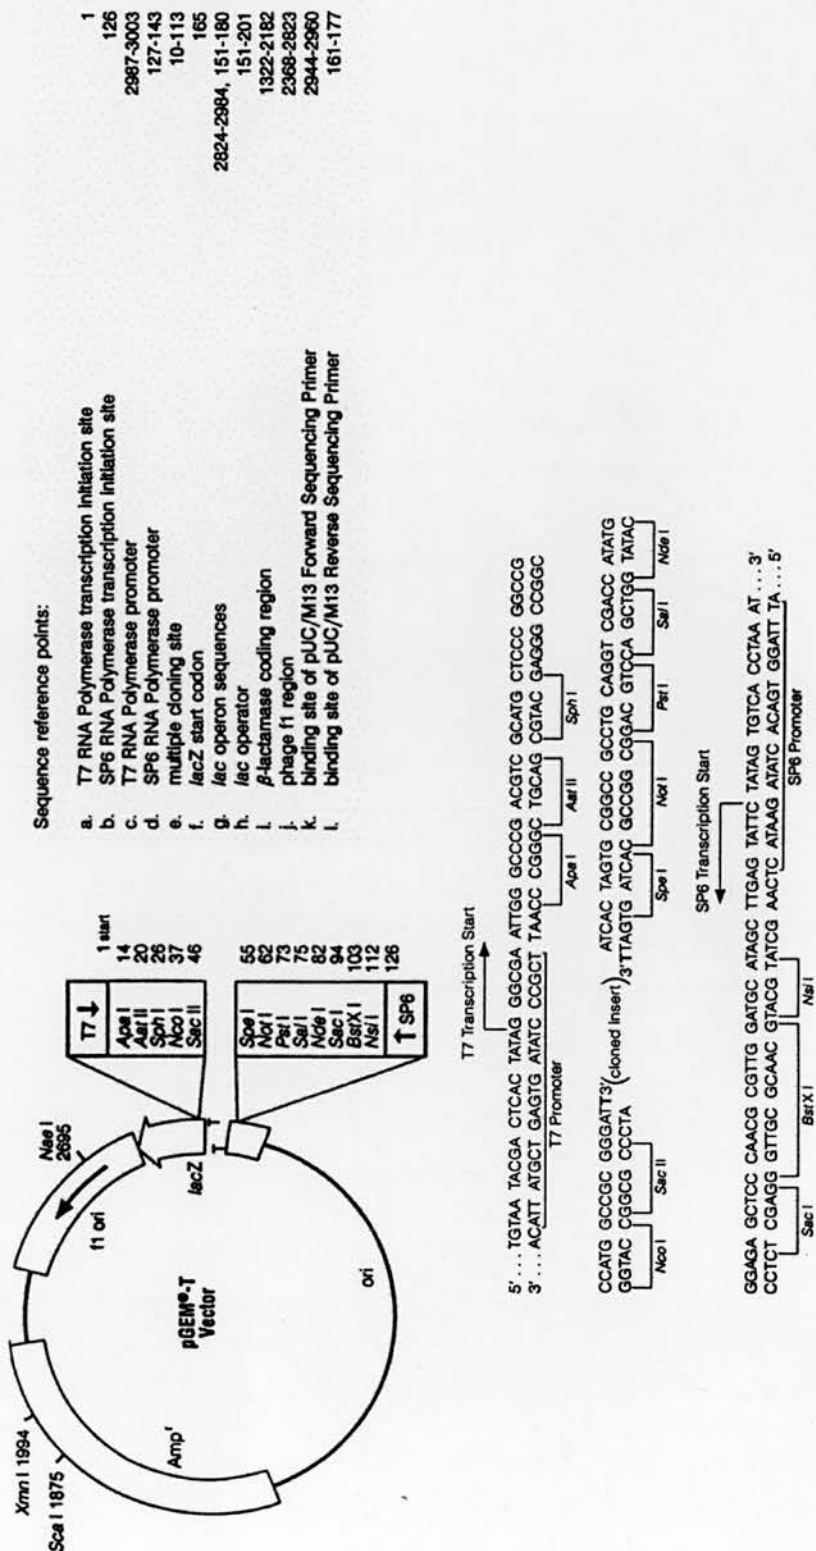 Xmn I 1994
Sca I 1875
Nae I
2695
f1 ori
Ampr
pGEM®-T
Vector
lacZ
T
T
ori
T7 ↓
1 start
Apa I 14
Aat II 20
Sph I 26
Nco I 37
Sac II 46
Spe I 55
Not I 62
Pst I 73
Sal I 75
Nde I 82
Sac I 94
BstX I 103
Nsi I 112
↑ SP6 126
Sequence reference points:
a. T7 RNA Polymerase transcription initiation site 1
b. SP6 RNA Polymerase transcription initiation site 126
c. T7 RNA Polymerase promoter 2987-3003
d. SP6 RNA Polymerase promoter 127-143
e. multiple cloning site 10-113
f. lacZ start codon 165
g. lac operon sequences 2824-2984, 151-180
h. lac operator 151-201
i. β-lactamase coding region 1322-2182
j. phage f1 region 2368-2823
k. binding site of pUC/M13 Forward Sequencing Primer 2944-2960
l. binding site of pUC/M13 Reverse Sequencing Primer 161-177
T7 Transcription Start
5' . . . TGTAA TACGA CTCAC TATAG GGCGA ATTGG GCCCG ACGTC GCATG CTCCC GGCCG
3' . . . ACATT ATGCT GAGTG ATATC CCGCT TAACC CGGGC TGCAG CGTAC GAGGG CCGGC
T7 Promoter Apa I Aat II Sph I
CCATG GCCGC GGGATT3' (cloned insert) ATCAC TAGTG CGGCC GCCTG CAGGT CGACC ATATG
GGTAC CGGCG CCCTA 3'TTAGTG ATCAC GCCGG CGGAC GTCCA GCTGG TATAC
Nco I Sac II Spe I Not I Pst I Sal I Nde I
SP6 Transcription Start
GGAGA GCTCC CAACG CGTTG GATGC ATAGC TTGAG TATTC TATAG TGTCA CCTAA AT . . . 3'
CCTCT CGAGG GTTGC GCAAC GTACG TATCG AACTC ATAAG ATATC ACAGT GGATT TA . . . 5'
Sac I BstX I Nsi I SP6 Promoter